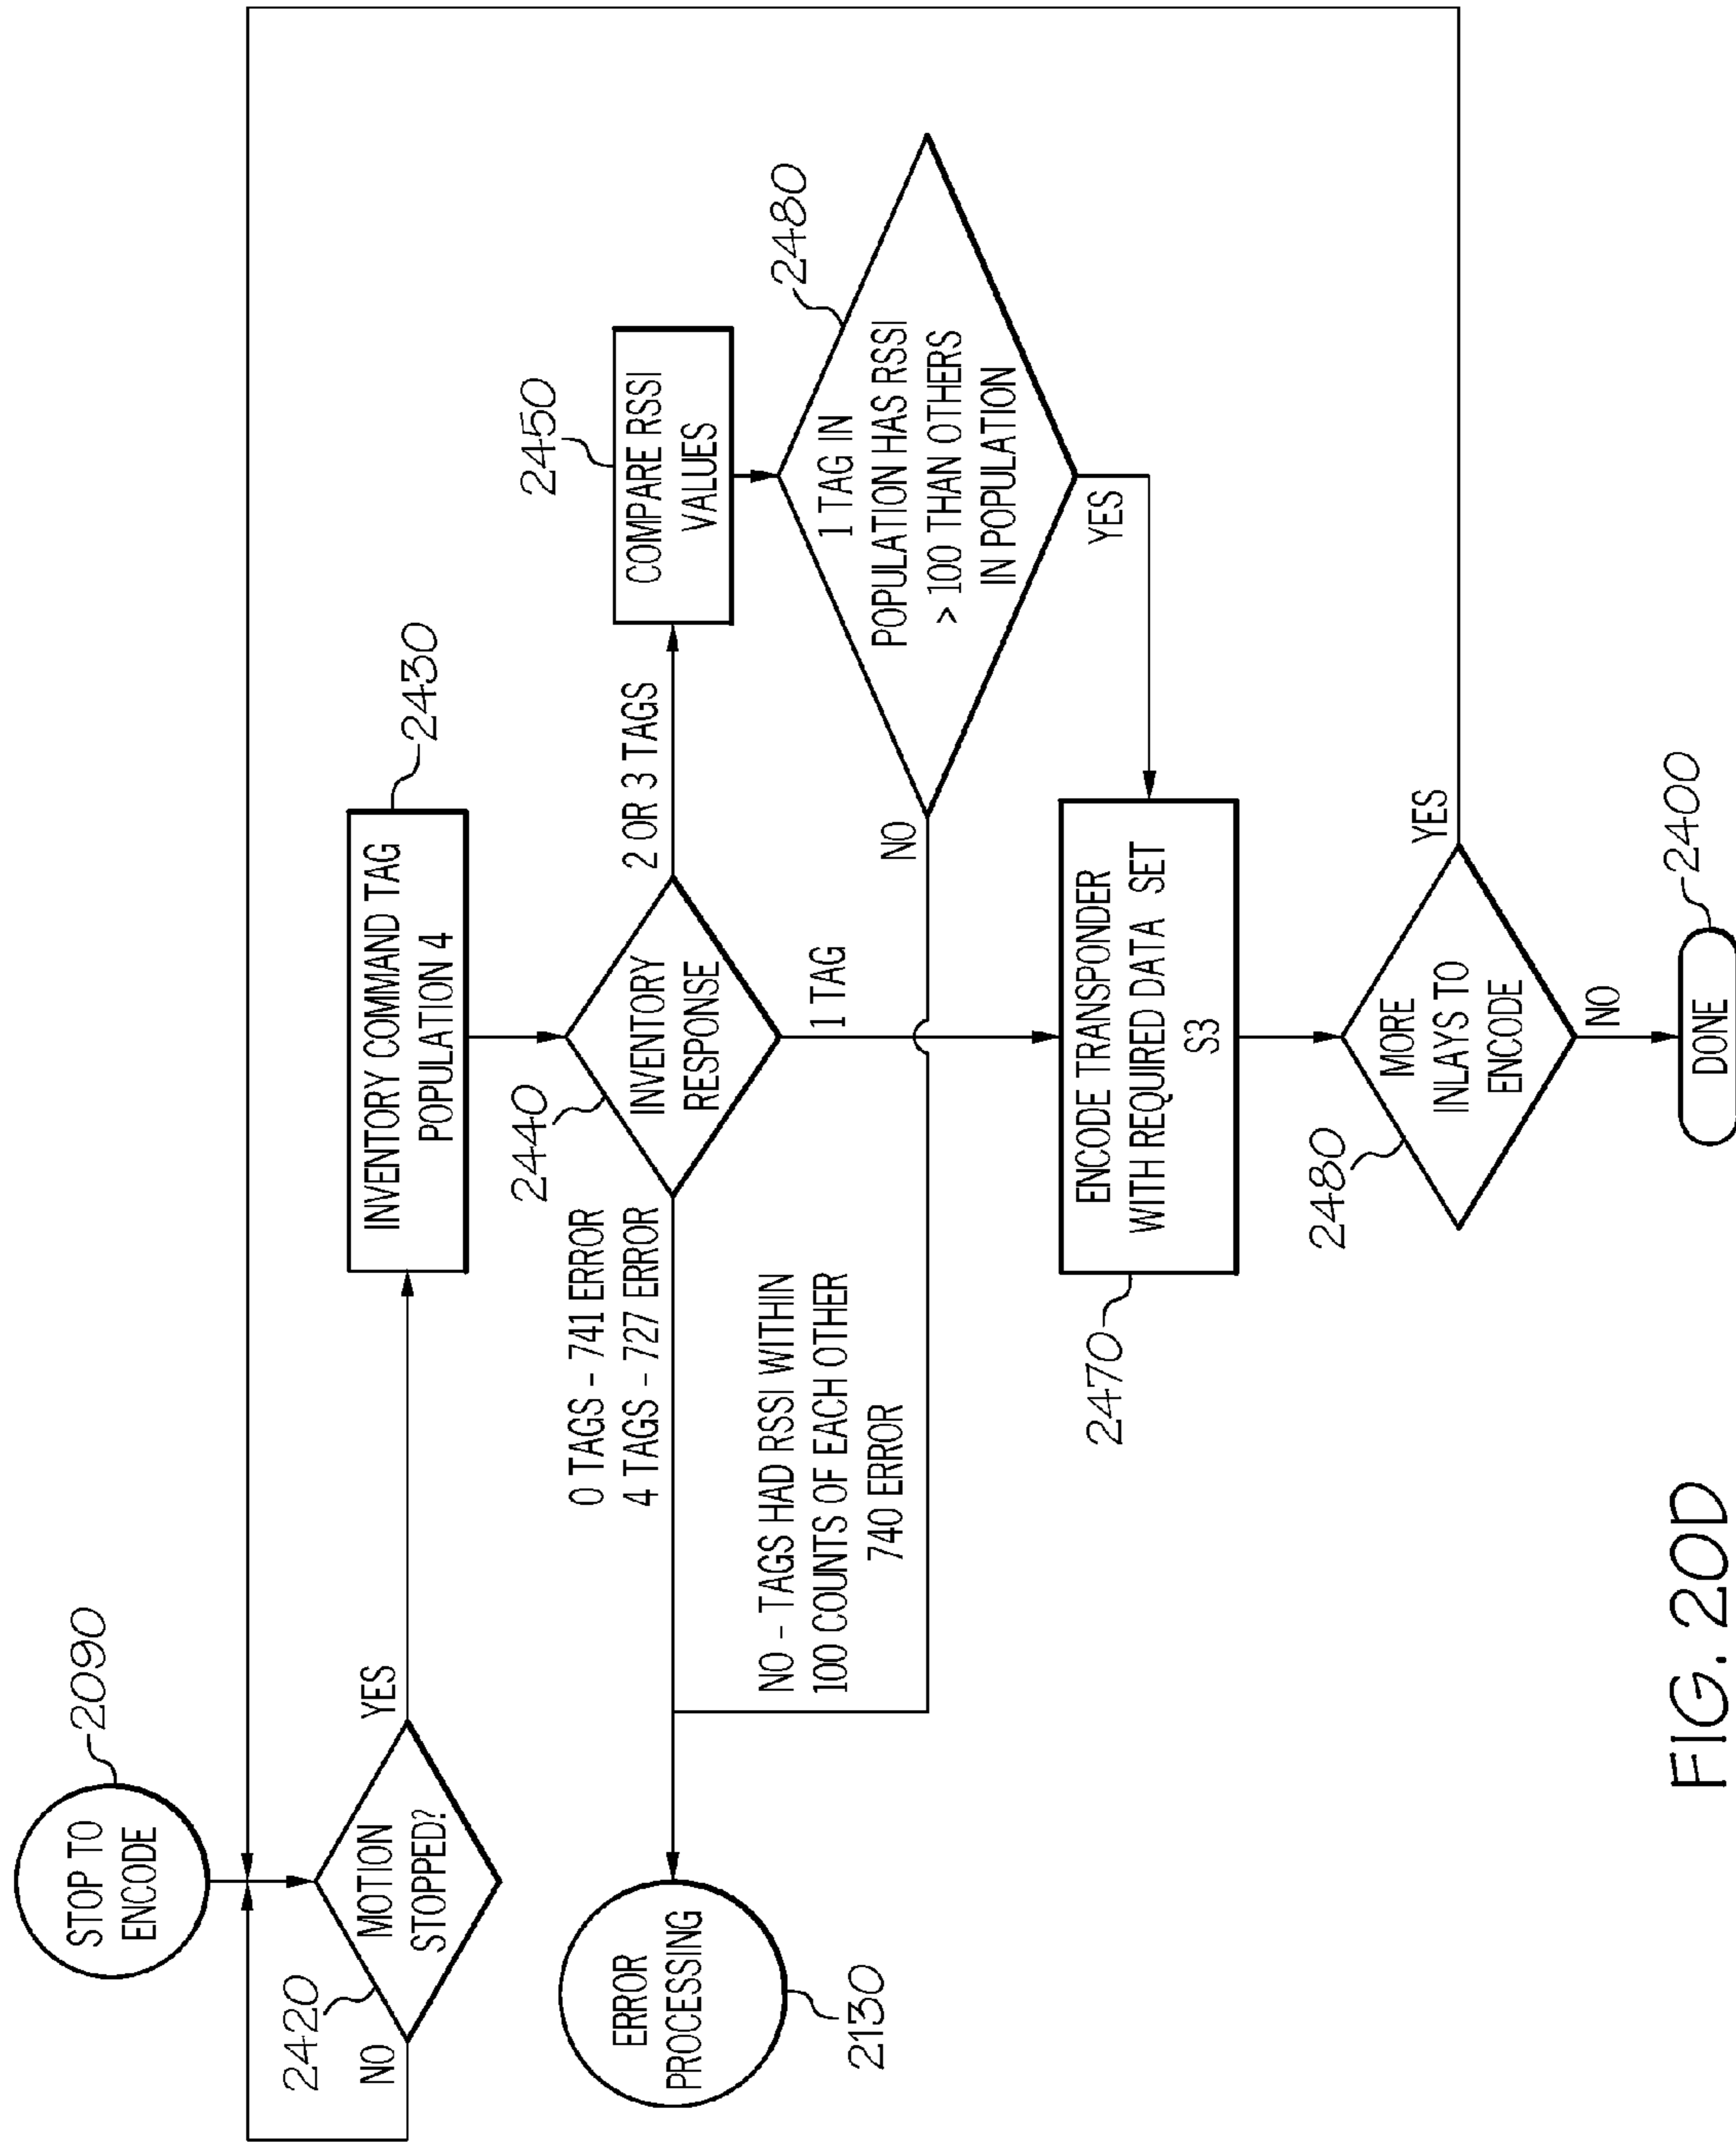 STOP TO
ENCODE
2090
2420
MOTION
STOPPED?
NO
YES
INVENTORY COMMAND TAG
POPULATION 4
2430
2440
INVENTORY
RESPONSE
0 TAGS - 741 ERROR
4 TAGS - 727 ERROR
2 OR 3 TAGS
1 TAG
2450
COMPARE RSSI
VALUES
ERROR
PROCESSING
2130
NO - TAGS HAD RSSI WITHIN
100 COUNTS OF EACH OTHER
740 ERROR
NO
1 TAG IN
POPULATION HAS RSSI
> 100 THAN OTHERS
IN POPULATION
2480
YES
ENCODE TRANSPONDER
WITH REQUIRED DATA SET
S3
2470
2480
MORE
INLAYS TO
ENCODE
YES
NO
DONE
2400
FIG. 20D